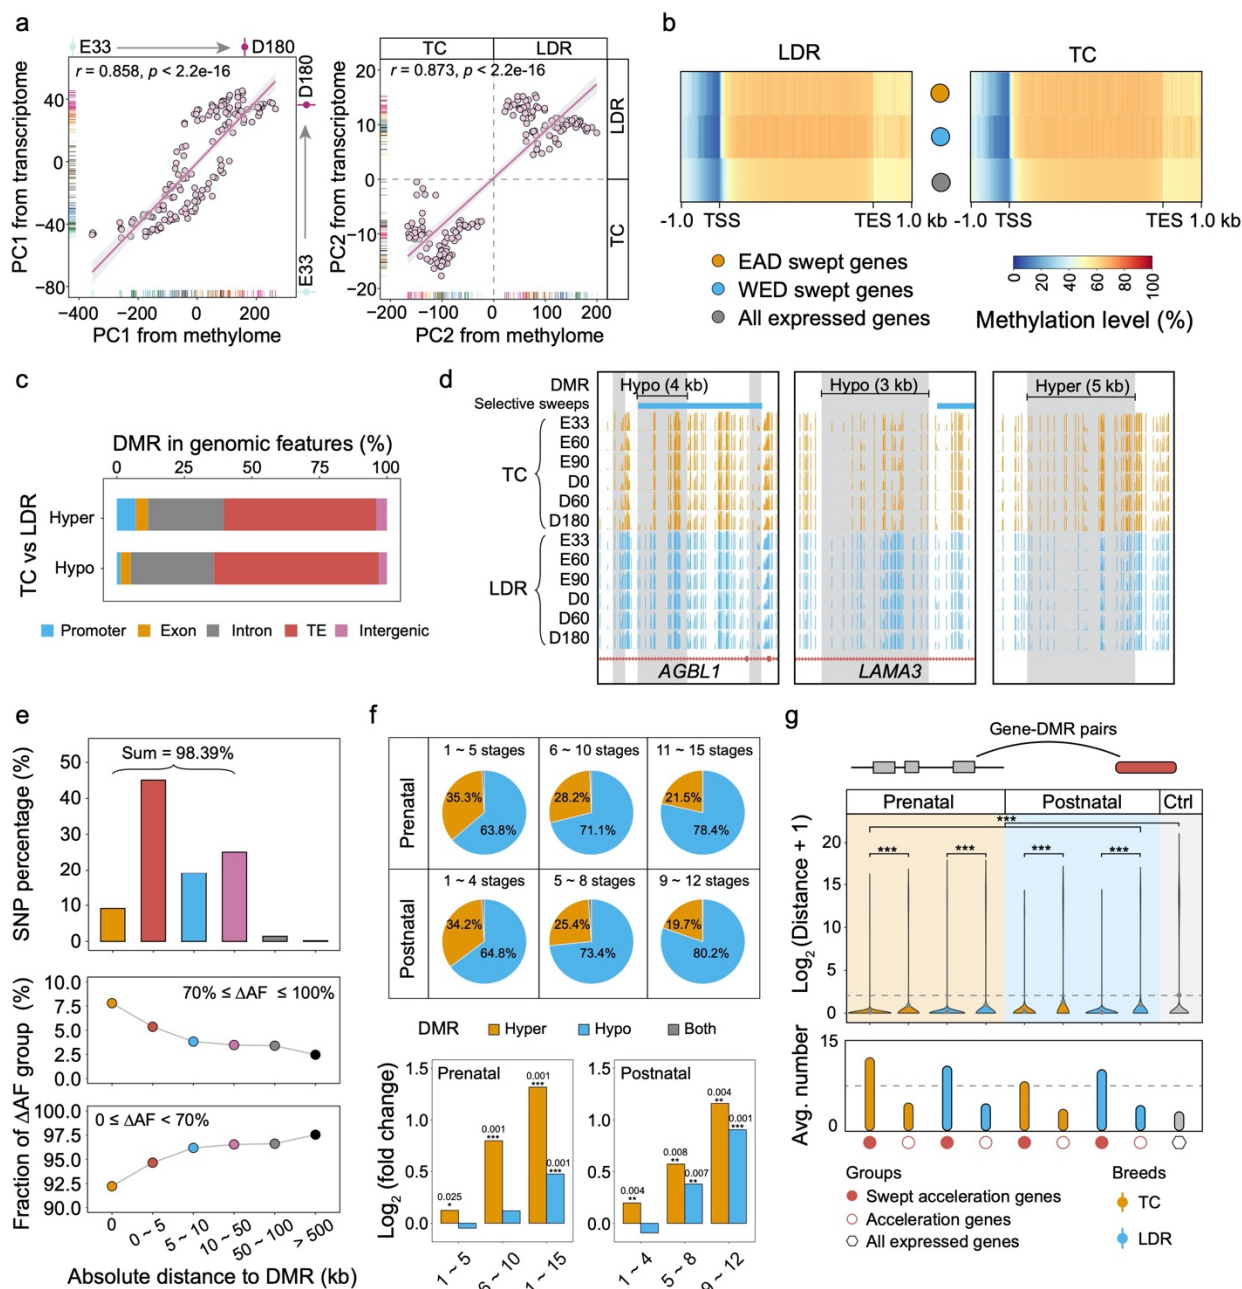 a
E33
D180
r = 0.858, p < 2.2e-16
PC1 from transcriptome
40
0
−40
−80
−400
−200
0
200
PC1 from methylome
D180
E33
TC
LDR
r = 0.873, p < 2.2e-16
PC2 from transcriptome
20
10
0
−10
−20
−200
−100
0
100
200
PC2 from methylome
LDR
TC
b
LDR
TC
-1.0
TSS
TES
1.0 kb
-1.0
TSS
TES
1.0 kb
EAD swept genes
WED swept genes
All expressed genes
0
20
40
60
80
100
Methylation level (%)
c
DMR in genomic features (%)
0
25
50
75
100
TC vs LDR
Hyper
Hypo
Promoter
Exon
Intron
TE
Intergenic
d
DMR
Selective sweeps
Hypo (4 kb)
Hypo (3 kb)
Hyper (5 kb)
TC
E33
E60
E90
D0
D60
D180
LDR
E33
E60
E90
D0
D60
D180
AGBL1
LAMA3
e
Sum = 98.39%
SNP percentage (%)
50
40
30
20
10
0
Fraction of ΔAF group (%)
70% ≤ ΔAF ≤ 100%
10.0
7.5
5.0
2.5
0.0
0 ≤ ΔAF < 70%
100.0
97.5
95.0
92.5
90.0
0
0 ~ 5
5 ~ 10
10 ~ 50
50 ~ 100
> 500
Absolute distance to DMR (kb)
f
1 ~ 5 stages
6 ~ 10 stages
11 ~ 15 stages
Prenatal
35.3%
63.8%
28.2%
71.1%
21.5%
78.4%
1 ~ 4 stages
5 ~ 8 stages
9 ~ 12 stages
Postnatal
34.2%
64.8%
25.4%
73.4%
19.7%
80.2%
DMR
Hyper
Hypo
Both
Log2 (fold change)
Prenatal
1.5
1.0
0.5
0.0
0.025
*
0.001
***
0.001
***
0.001
***
1 ~ 5
6 ~ 10
1 ~ 15
Postnatal
1.5
1.0
0.5
0.0
0.004
**
0.008
**
0.007
**
0.004
**
0.001
***
1 ~ 4
5 ~ 8
9 ~ 12
g
Gene-DMR pairs
Prenatal
Postnatal
Ctrl
Log2 (Distance + 1)
20
15
10
5
0
***
***
***
***
***
Avg. number
15
0
Groups
Swept acceleration genes
Acceleration genes
All expressed genes
Breeds
TC
LDR